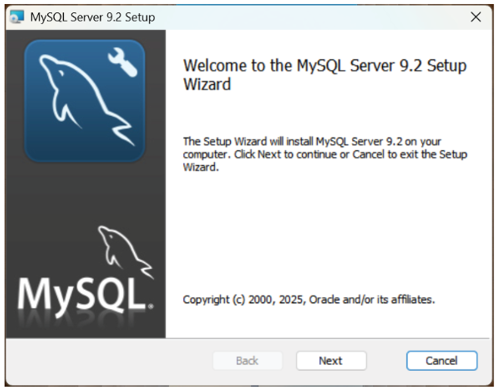 MySQL Server 9.2 Setup
Welcome to the MySQL Server 9.2 Setup
Wizard
The Setup Wizard will install MySQL Server 9.2 on your
computer. Click Next to continue or Cancel to exit the Setup
Wizard.
MySQL.
Copyright (c) 2000, 2025, Oracle and/or its affiliates.
Back
Next
Cancel